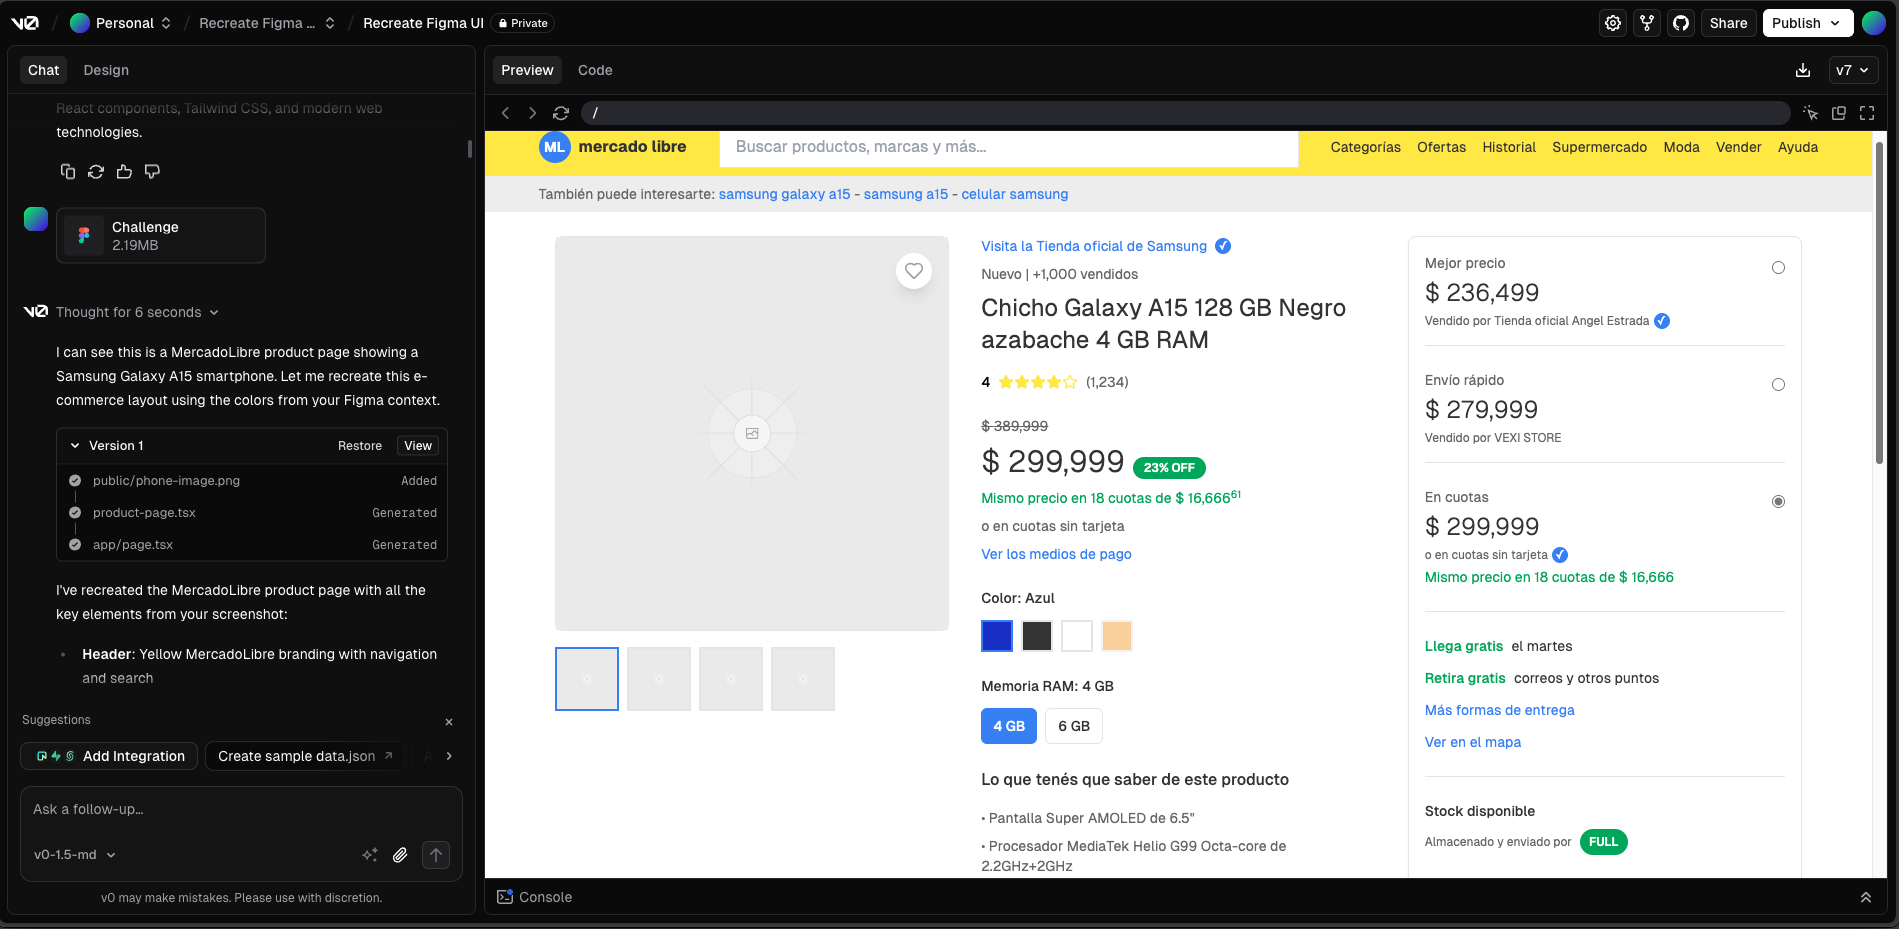 v0
Personal
Recreate Figma ...
Recreate Figma UI
Private
Share
Publish
Chat
Design
React components, Tailwind CSS, and modern web
technologies.
Challenge
2.19MB
v0
Thought for 6 seconds
I can see this is a MercadoLibre product page showing a
Samsung Galaxy A15 smartphone. Let me recreate this e-
commerce layout using the colors from your Figma context.
Version 1
Restore
View
public/phone-image.png
Added
product-page.tsx
Generated
app/page.tsx
Generated
I've recreated the MercadoLibre product page with all the
key elements from your screenshot:
• Header: Yellow MercadoLibre branding with navigation
and search
Suggestions
Add Integration
Create sample data.json
Ask a follow-up...
v0-1.5-md
v0 may make mistakes. Please use with discretion.
Preview
Code
v7
/
ML
mercado libre
Buscar productos, marcas y más...
Categorías
Ofertas
Historial
Supermercado
Moda
Vender
Ayuda
También puede interesarte: samsung galaxy a15 - samsung a15 - celular samsung
Visita la Tienda oficial de Samsung
Nuevo | +1,000 vendidos
Chicho Galaxy A15 128 GB Negro
azabache 4 GB RAM
4
(1,234)
$ 389,999
$ 299,999
23% OFF
Mismo precio en 18 cuotas de $ 16,66661
o en cuotas sin tarjeta
Ver los medios de pago
Color: Azul
Memoria RAM: 4 GB
4 GB
6 GB
Lo que tenés que saber de este producto
• Pantalla Super AMOLED de 6.5"
• Procesador MediaTek Helio G99 Octa-core de
2.2GHz+2GHz
Mejor precio
$ 236,499
Vendido por Tienda oficial Angel Estrada
Envío rápido
$ 279,999
Vendido por VEXI STORE
En cuotas
$ 299,999
o en cuotas sin tarjeta
Mismo precio en 18 cuotas de $ 16,666
Llega gratis el martes
Retira gratis correos y otros puntos
Más formas de entrega
Ver en el mapa
Stock disponible
Almacenado y enviado por
FULL
Console